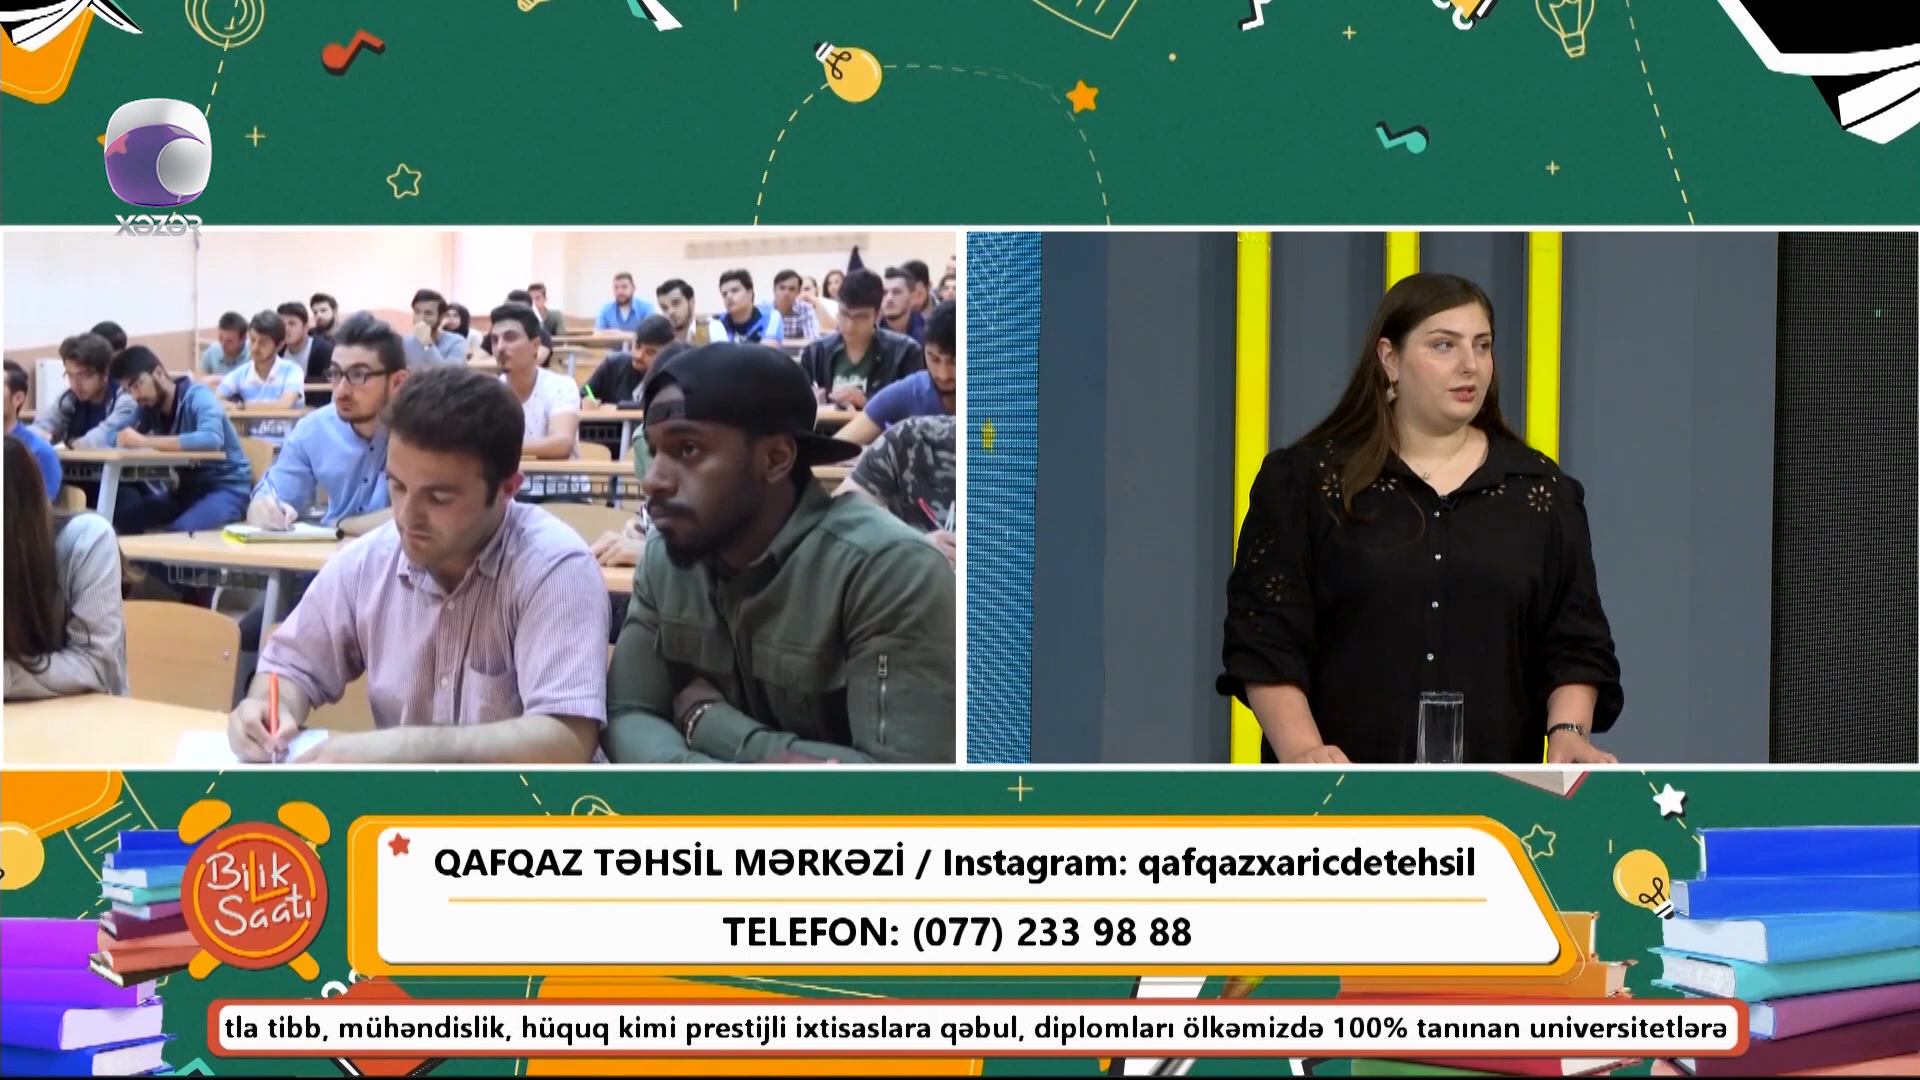 XƏZƏR
Bilik
Saatı
QAFQAZ TƏHSİL MƏRKƏZİ / Instagram: qafqazxaricdetehsil
TELEFON: (077) 233 98 88
tla tibb, mühəndislik, hüquq kimi prestijli ixtisaslara qəbul, diplomları ölkəmizdə 100% tanınan universitetlərə